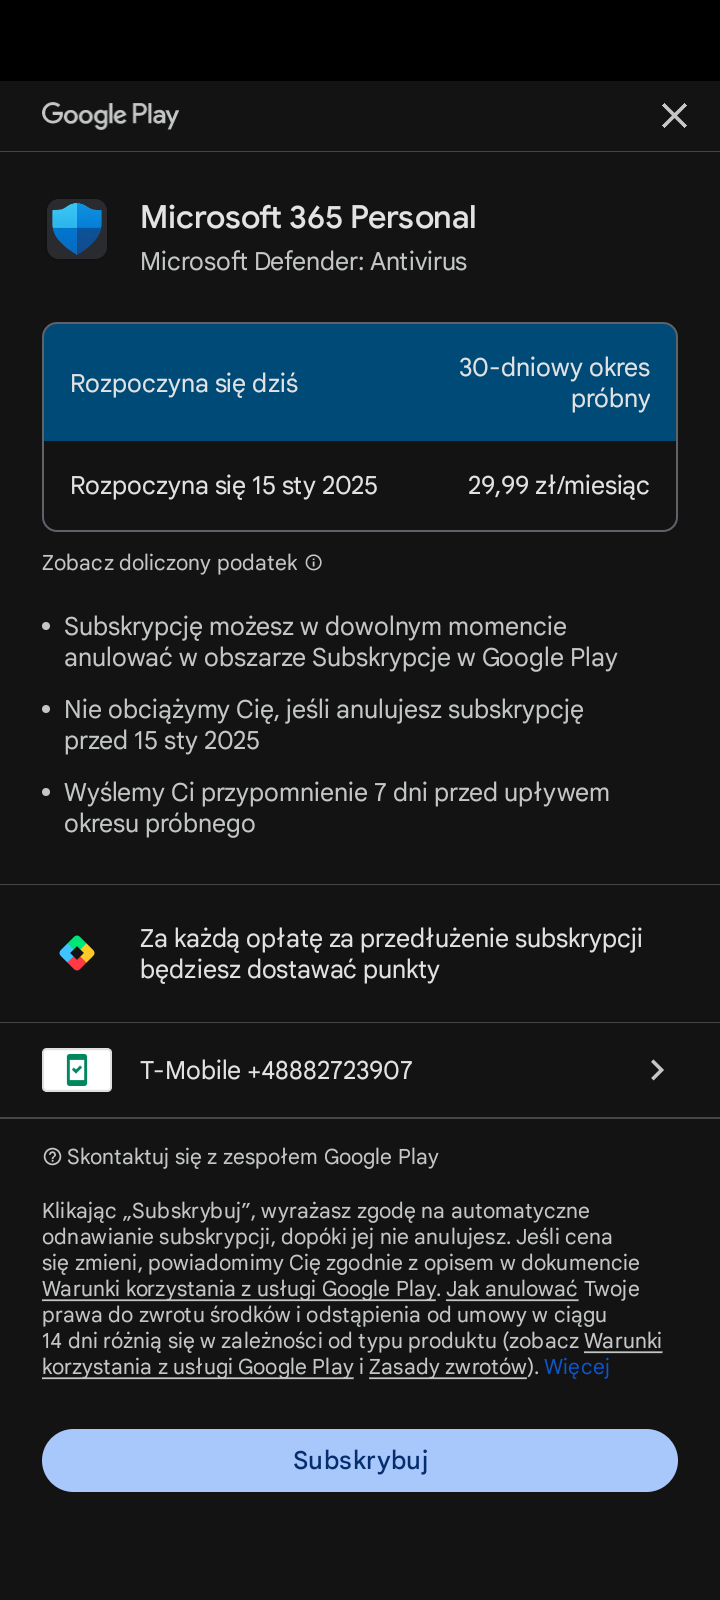 Google Play
Microsoft 365 Personal
Microsoft Defender: Antivirus
Rozpoczyna się dziś
30-dniowy okres
próbny
Rozpoczyna się 15 sty 2025
29,99 zł/miesiąc
Zobacz doliczony podatek
• Subskrypcję możesz w dowolnym momencie
anulować w obszarze Subskrypcje w Google Play
• Nie obciążymy Cię, jeśli anulujesz subskrypcję
przed 15 sty 2025
• Wyślemy Ci przypomnienie 7 dni przed upływem
okresu próbnego
Za każdą opłatę za przedłużenie subskrypcji
będziesz dostawać punkty
T-Mobile +48882723907
Skontaktuj się z zespołem Google Play
Klikając „Subskrybuj”, wyrażasz zgodę na automatyczne
odnawianie subskrypcji, dopóki jej nie anulujesz. Jeśli cena
się zmieni, powiadomimy Cię zgodnie z opisem w dokumencie
Warunki korzystania z usługi Google Play. Jak anulować Twoje
prawa do zwrotu środków i odstąpienia od umowy w ciągu
14 dni różnią się w zależności od typu produktu (zobacz Warunki
korzystania z usługi Google Play i Zasady zwrotów). Więcej
Subskrybuj